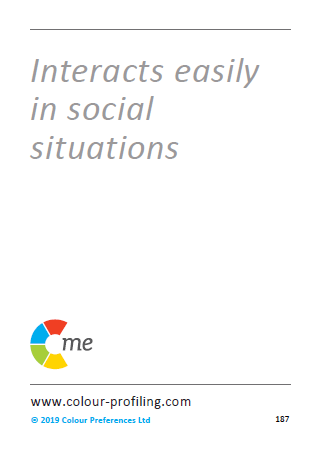 Interacts easily
in social
situations
me
www.colour-profiling.com
© 2019 Colour Preferences Ltd
187